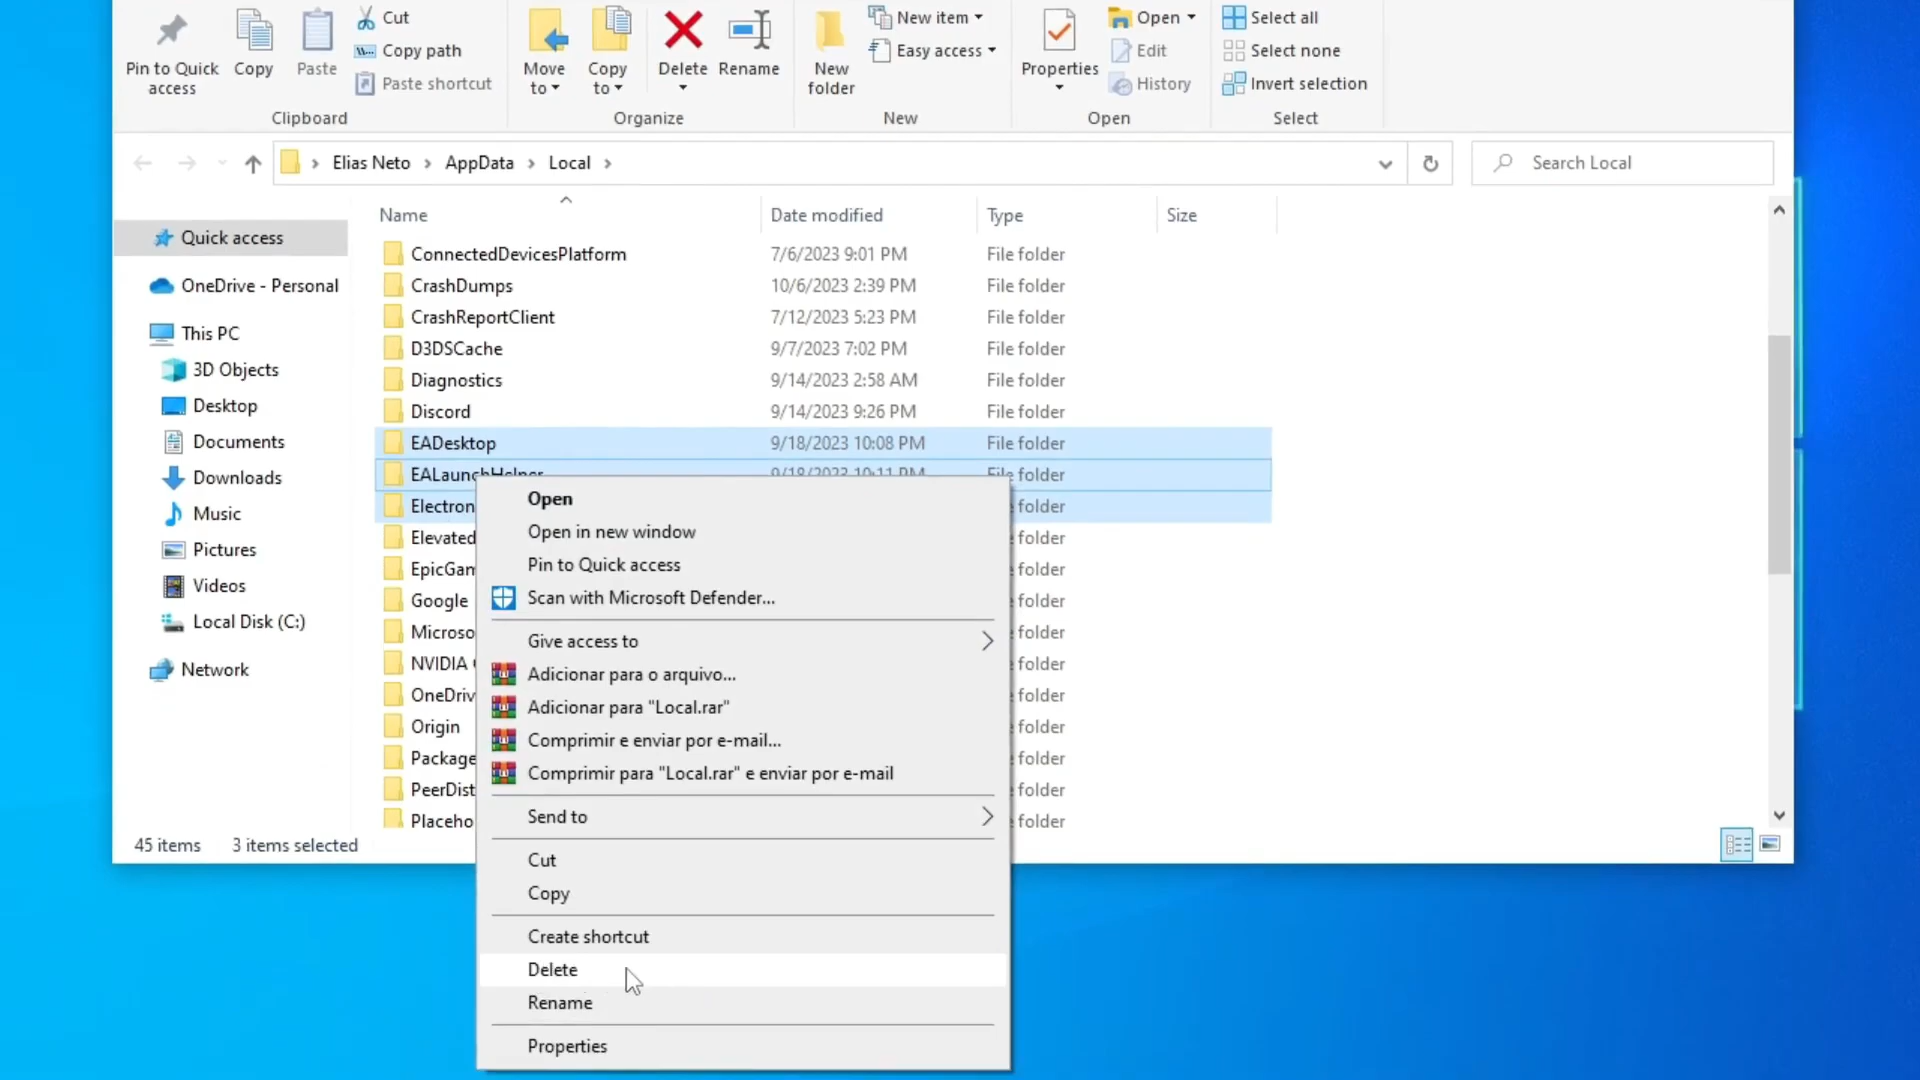 Pin to Quick access
Copy
Paste
Cut
Copy path
Paste shortcut
Clipboard
Move to
Copy to
Delete
Rename
Organize
New folder
New item
Easy access
New
Properties
Open
Edit
History
Open
Select all
Select none
Invert selection
Select
Elias Neto > AppData > Local >
Search Local
Name Date modified Type Size
Quick access
OneDrive - Personal
This PC
3D Objects
Desktop
Documents
Downloads
Music
Pictures
Videos
Local Disk (C:)
Network
ConnectedDevicesPlatform 7/6/2023 9:01 PM File folder
CrashDumps 10/6/2023 2:39 PM File folder
CrashReportClient 7/12/2023 5:23 PM File folder
D3DSCache 9/7/2023 7:02 PM File folder
Diagnostics 9/14/2023 2:58 AM File folder
Discord 9/14/2023 9:26 PM File folder
EADesktop 9/18/2023 10:08 PM File folder
EALaunchHelper 9/18/2023 10:11 PM File folder
Electron e folder
Elevated e folder
EpicGam e folder
Google e folder
Microso e folder
NVIDIA e folder
OneDriv e folder
Origin e folder
Package e folder
PeerDist e folder
Placeho e folder
Open
Open in new window
Pin to Quick access
Scan with Microsoft Defender...
Give access to
Adicionar para o arquivo...
Adicionar para "Local.rar"
Comprimir e enviar por e-mail...
Comprimir para "Local.rar" e enviar por e-mail
Send to
Cut
Copy
Create shortcut
Delete
Rename
Properties
45 items 3 items selected